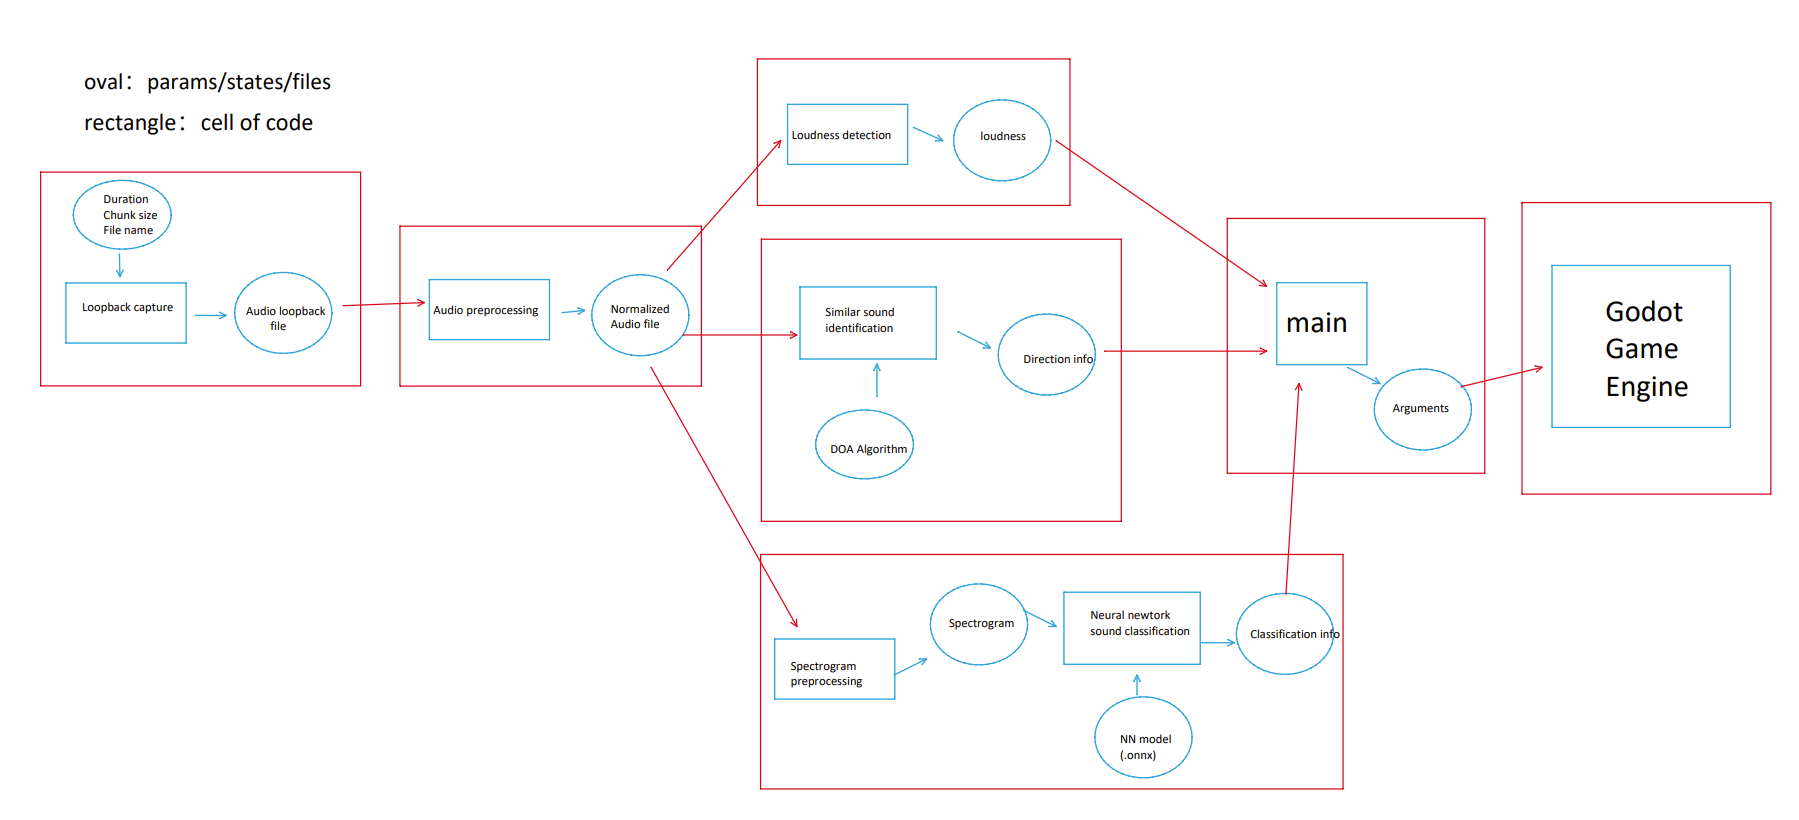 oval：params/states/files
rectangle：cell of code
Duration
Chunk size
File name
Loopback capture
Audio loopback
file
Audio preprocessing
Normalized
Audio file
Loudness detection
loudness
Similar sound
identification
Direction info
DOA Algorithm
Spectrogram
preprocessing
Spectrogram
Neural newtork
sound classification
NN model
(.onnx)
Classification info
main
Arguments
Godot
Game
Engine